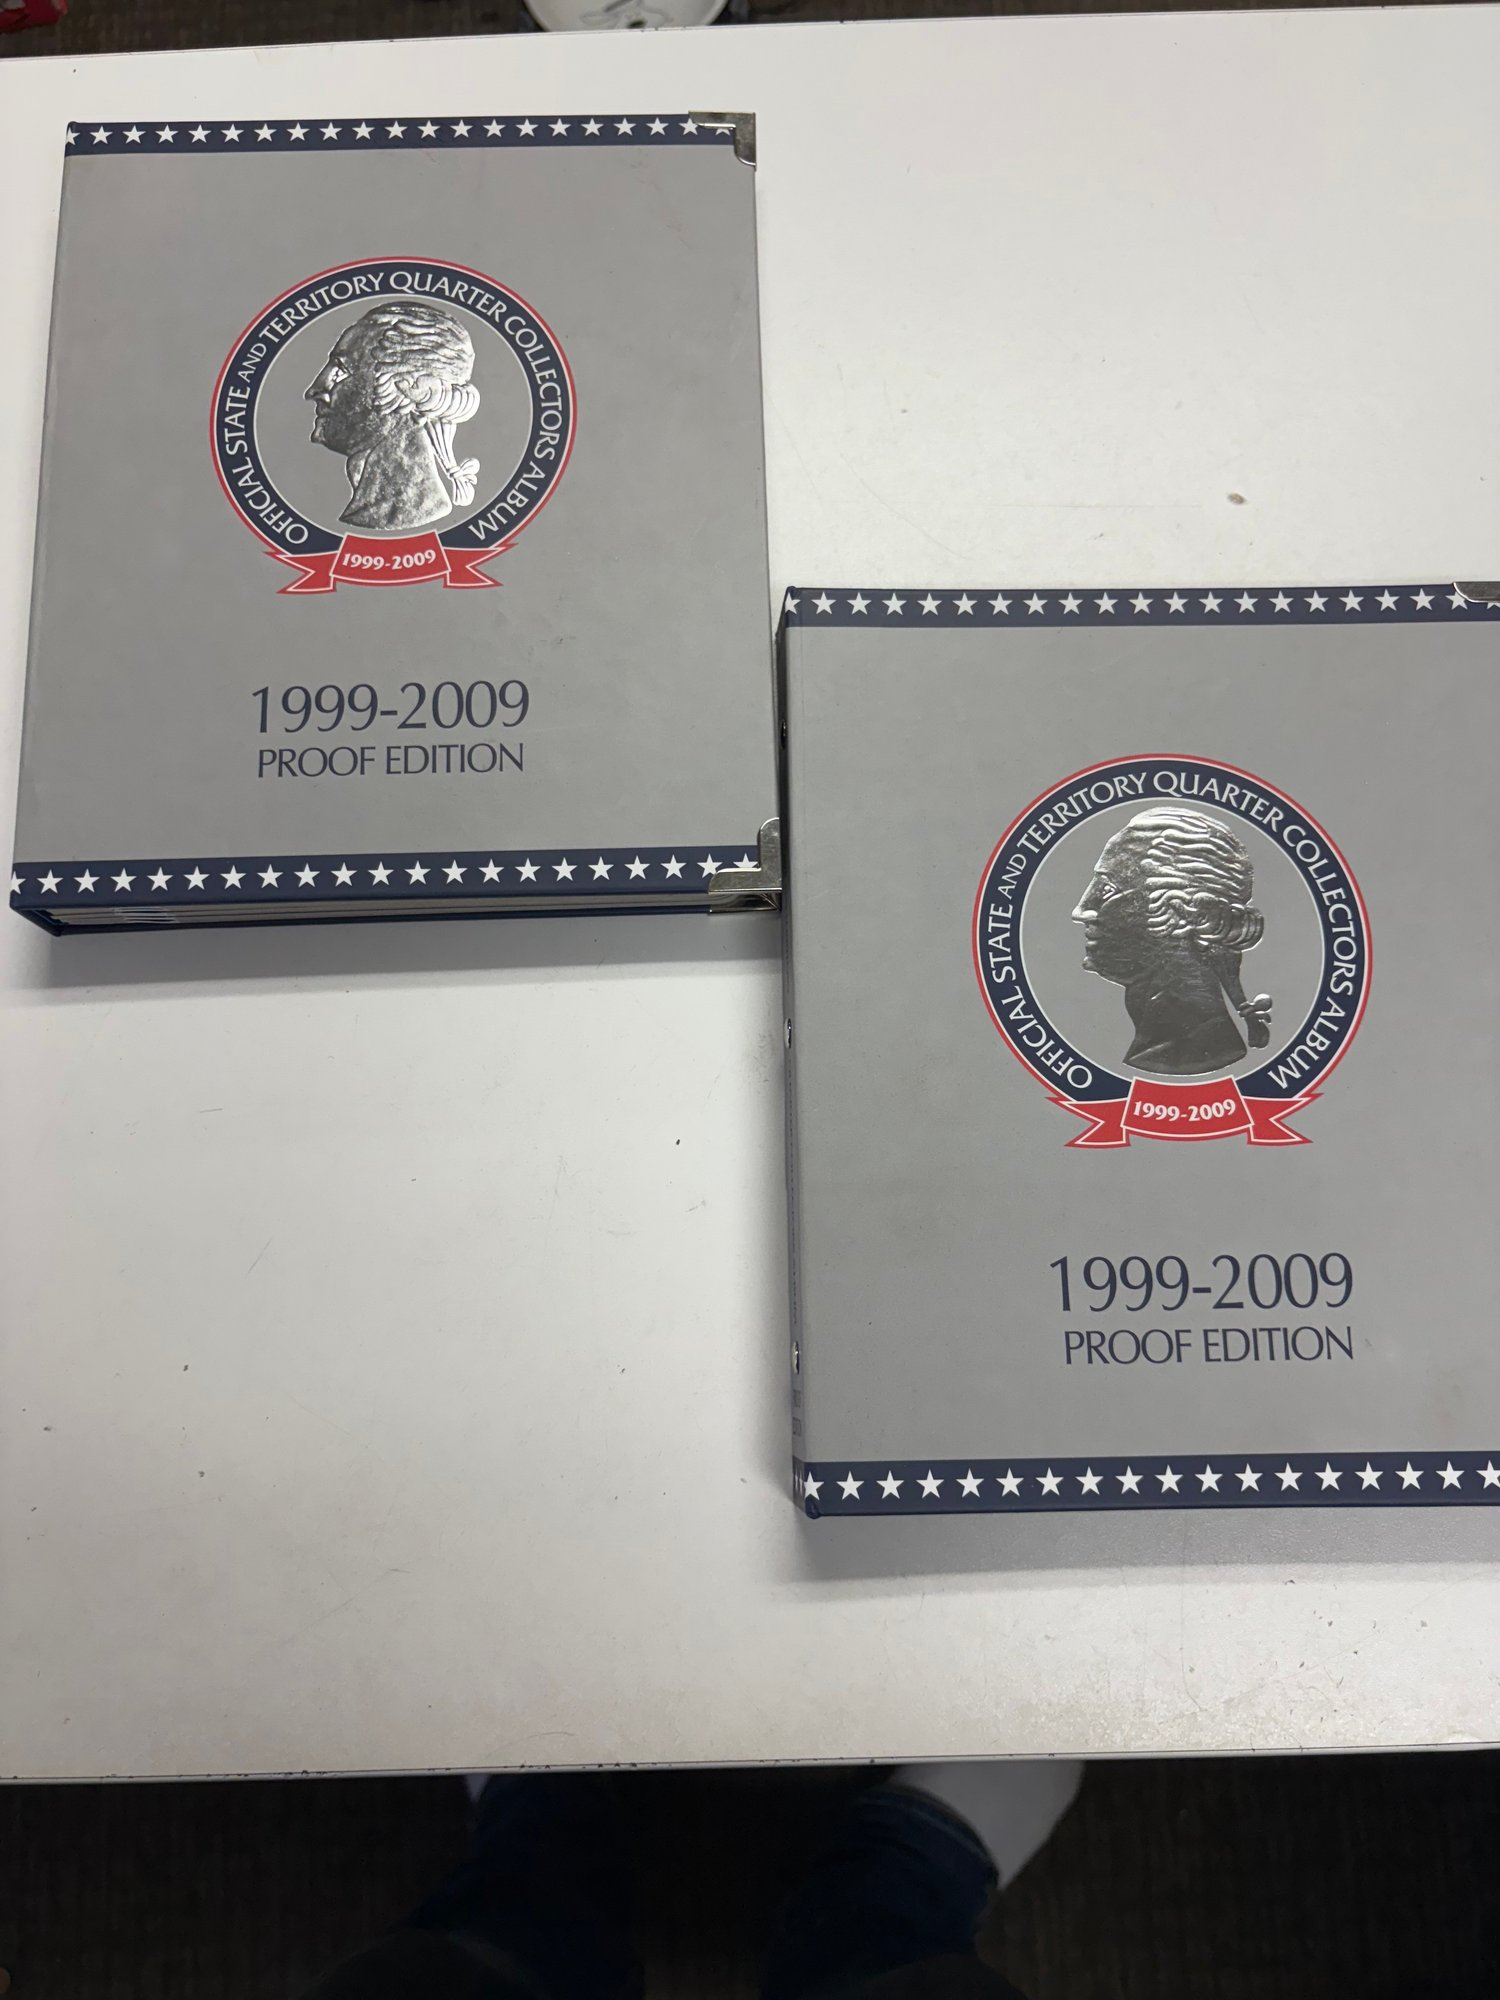 OFFICIAL STATE AND TERRITORY QUARTER COLLECTORS ALBUM
1999-2009
1999-2009
PROOF EDITION
OFFICIAL STATE AND TERRITORY QUARTER COLLECTORS ALBUM
1999-2009
1999-2009
PROOF EDITION